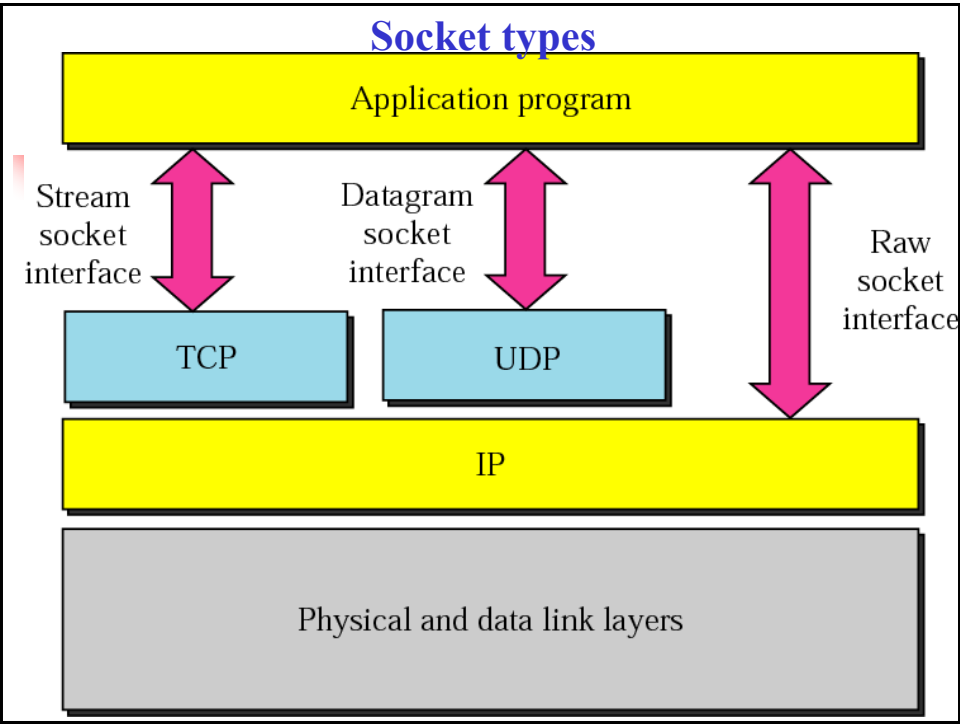 Socket types
Application program
Stream
socket
interface
Datagram
socket
interface
Raw
socket
interface
TCP
UDP
IP
Physical and data link layers